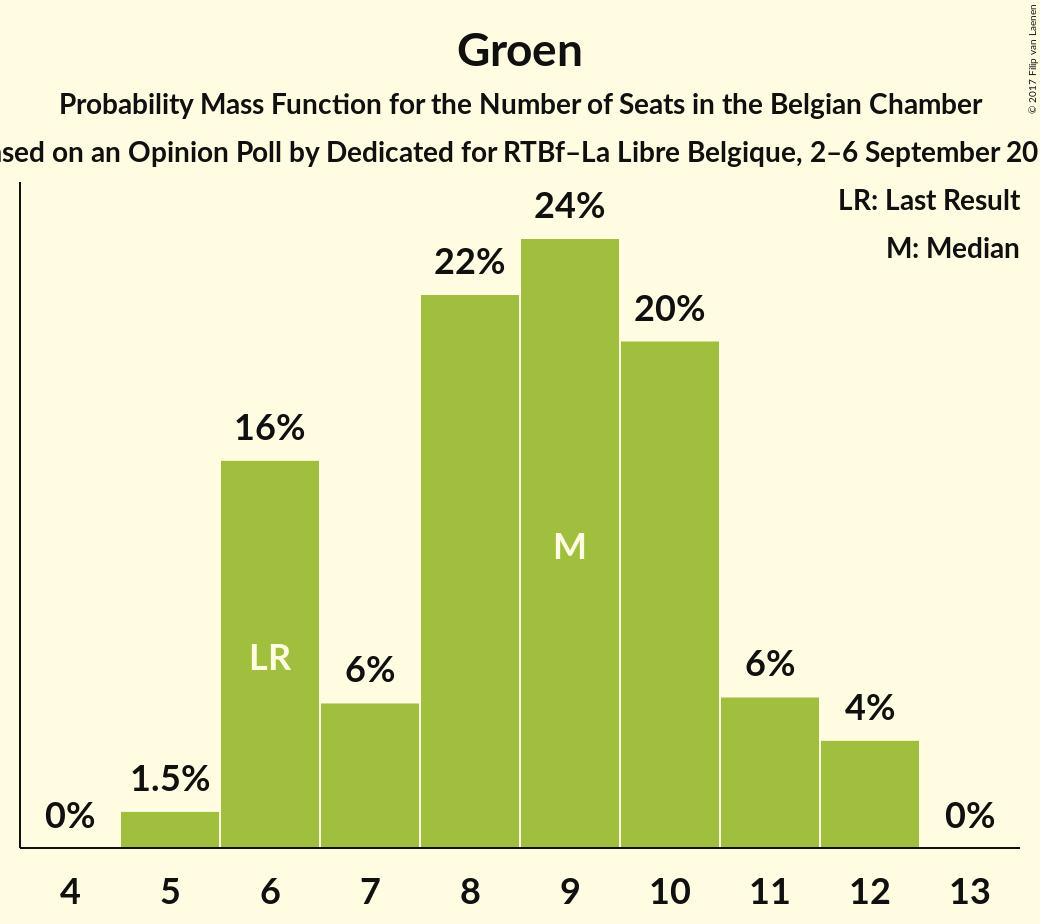 Groen
Probability Mass Function for the Number of Seats in the Belgian Chamber
on an Opinion Poll by Dedicated for RTBf–La Libre Belgique, 2–6 September
© 2017 Filip van Laenen
LR: Last Result
M: Median
0%
1.5%
16%
6%
22%
24%
20%
6%
4%
0%
LR
M
4 5 6 7 8 9 10 11 12 13